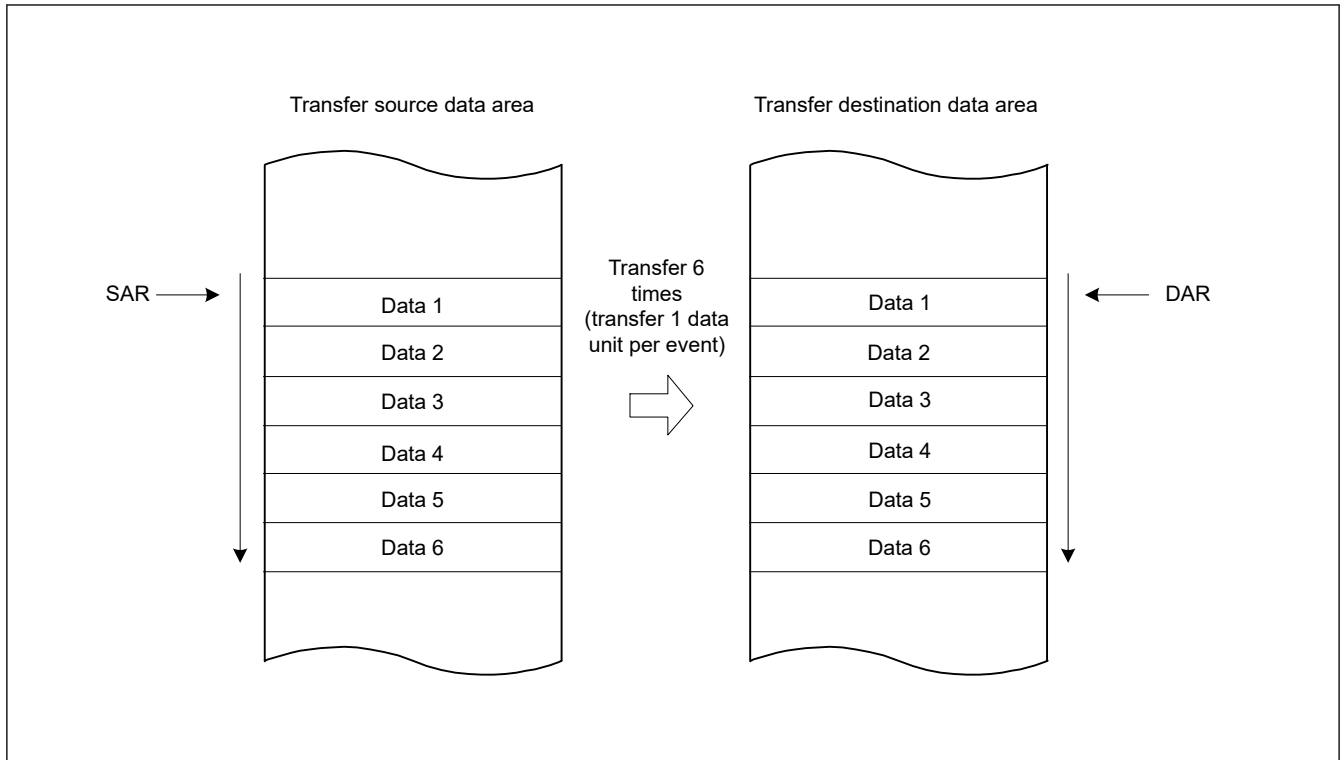 Transfer source data area
Transfer destination data area
SAR
Data 1
Data 2
Data 3
Data 4
Data 5
Data 6
Transfer 6
times
(transfer 1 data
unit per event)
Data 1
Data 2
Data 3
Data 4
Data 5
Data 6
DAR